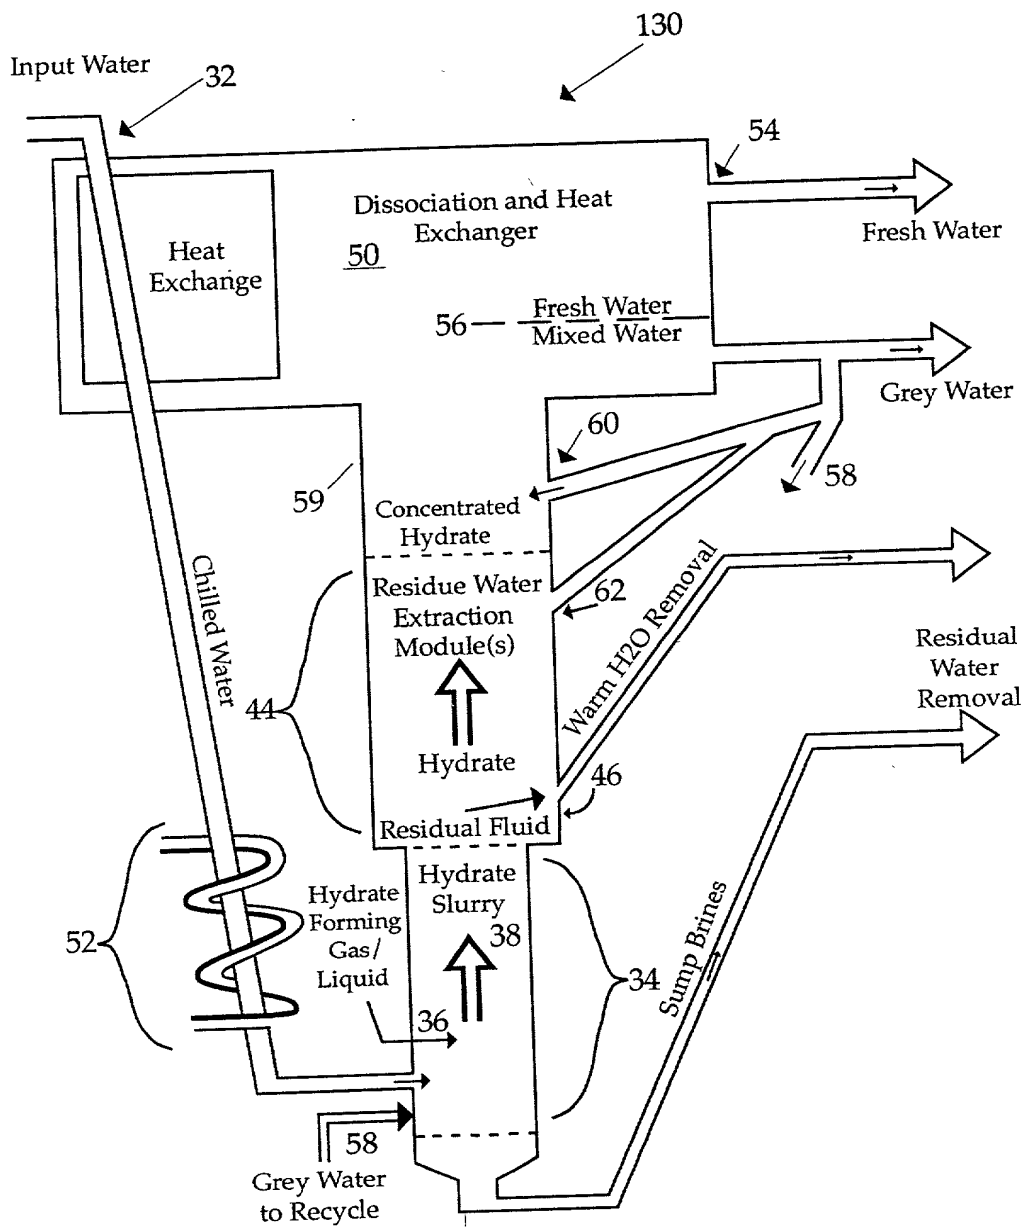 130
Input Water
32
54
Dissociation and Heat
Exchanger
50
Heat
Exchange
Fresh Water
56
Fresh Water
Mixed Water
Grey Water
60
58
59
Concentrated
Hydrate
Chilled Water
Residue Water
Extraction
Module(s)
62
Warm H2O Removal
Residual
Water
Removal
44
Hydrate
46
Residual Fluid
Hydrate
Slurry
38
Hydrate
Forming
Gas/
Liquid
52
34
Sump Brines
36
58
Grey Water
to Recycle